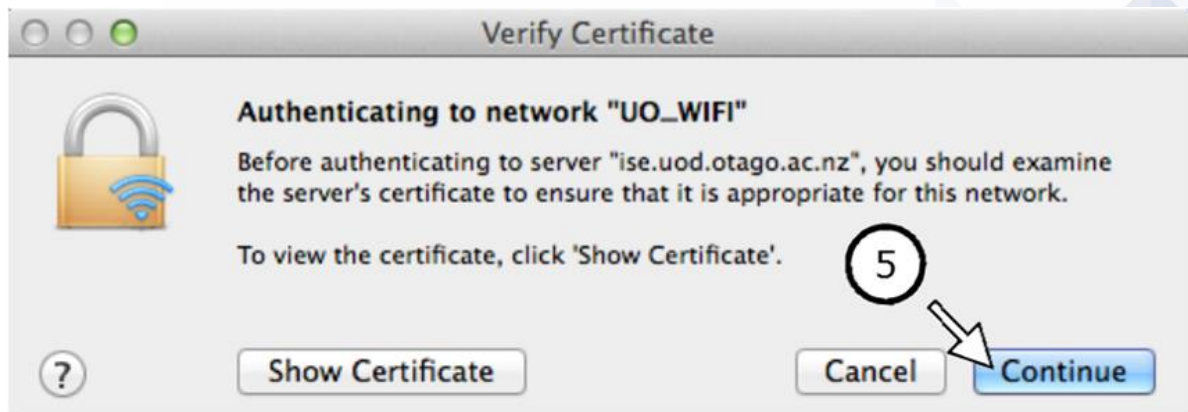 Verify Certificate
Authenticating to network "UO_WIFI"
Before authenticating to server "ise.uod.otago.ac.nz", you should examine
the server's certificate to ensure that it is appropriate for this network.
To view the certificate, click 'Show Certificate'.
5
?
Show Certificate
Cancel
Continue